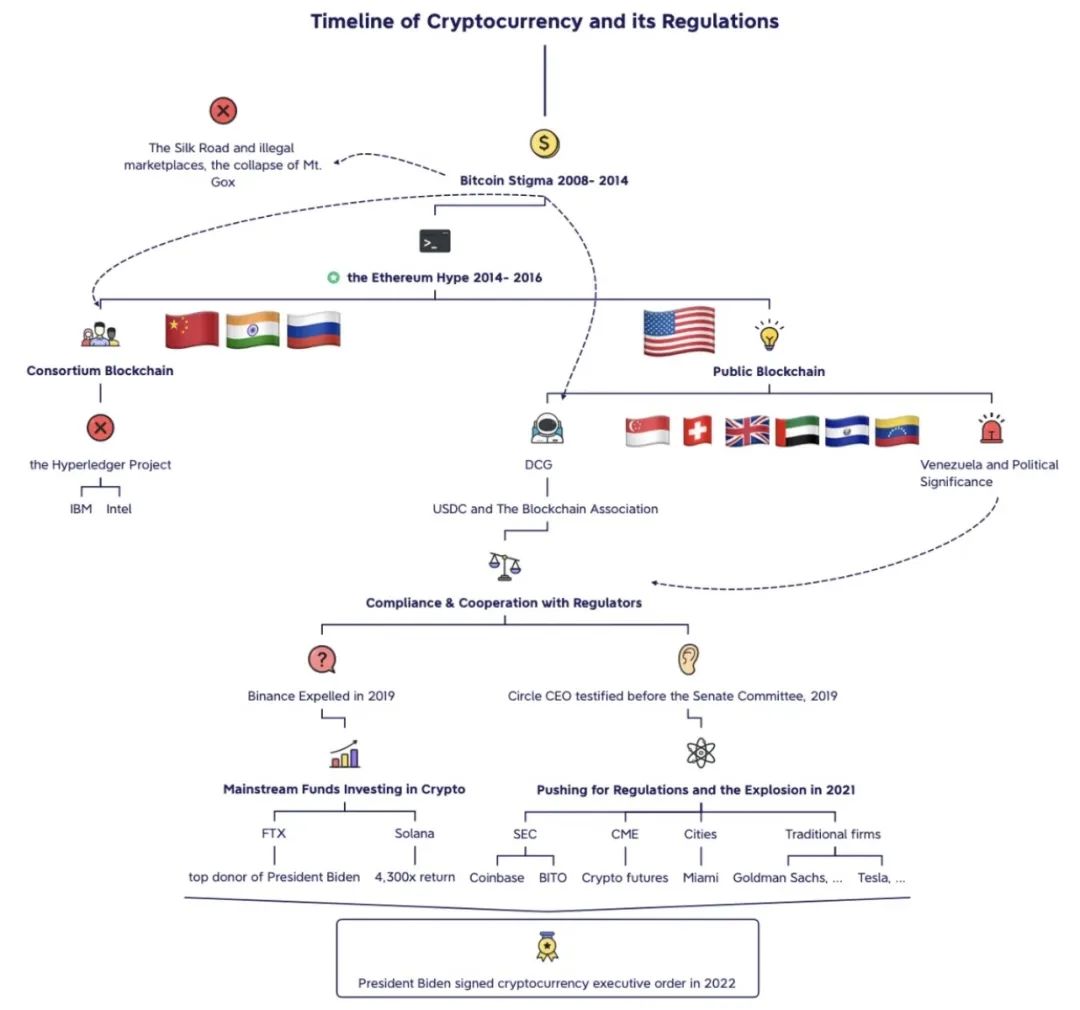 Timeline of Cryptocurrency and its Regulations
The Silk Road and illegal
marketplaces, the collapse of Mt.
Gox
$
Bitcoin Stigma 2008- 2014
>_
the Ethereum Hype 2014- 2016
Consortium Blockchain
Public Blockchain
the Hyperledger Project
IBM Intel
DCG
Venezuela and Political
Significance
USDC and The Blockchain Association
Compliance & Cooperation with Regulators
?
Binance Expelled in 2019
Circle CEO testified before the Senate Committee, 2019
Mainstream Funds Investing in Crypto
Pushing for Regulations and the Explosion in 2021
FTX Solana SEC CME Cities Traditional firms
top donor of President Biden 4,300x return Coinbase BITO Crypto futures Miami Goldman Sachs, ... Tesla, ...
President Biden signed cryptocurrency executive order in 2022